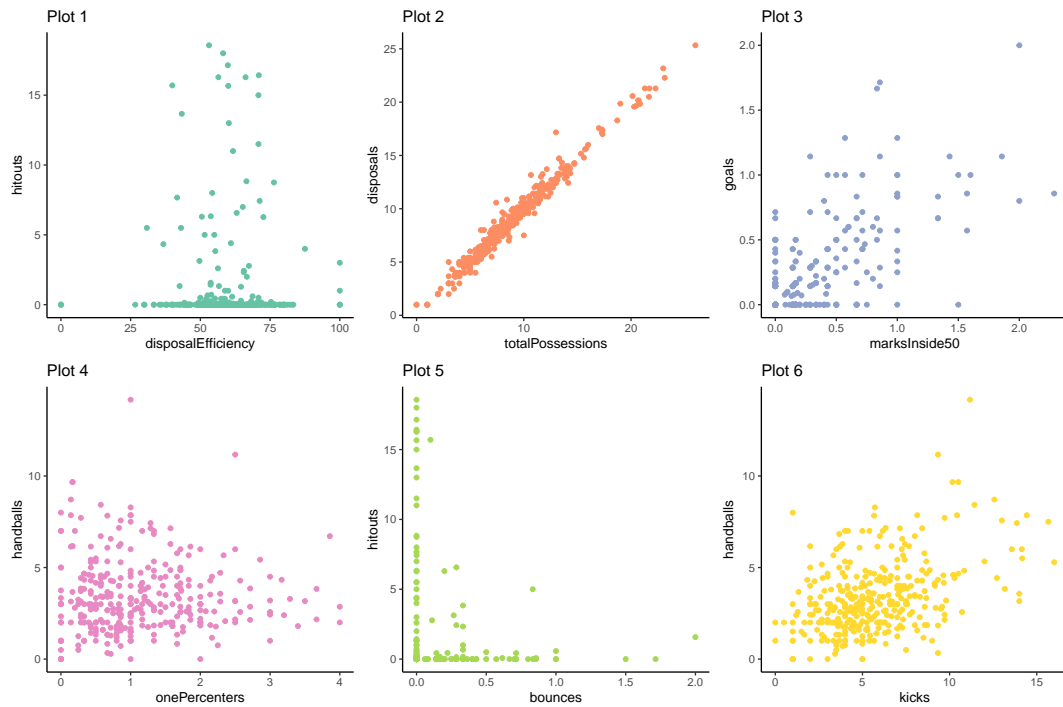 Plot 1
15
10
5
0
hitouts
0
25
50
75
100
disposalEfficiency
Plot 2
25
20
15
10
5
0
disposals
0
10
20
totalPossessions
Plot 3
2.0
1.5
1.0
0.5
0.0
goals
0.0
0.5
1.0
1.5
2.0
marksInside50
Plot 4
10
5
0
handballs
0
1
2
3
4
onePercenters
Plot 5
15
10
5
0
hitouts
0.0
0.5
1.0
1.5
2.0
bounces
Plot 6
10
5
0
handballs
0
5
10
15
kicks